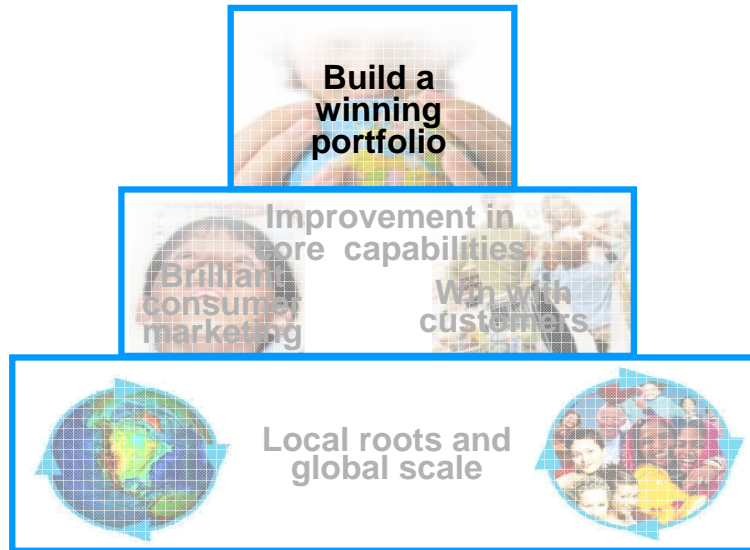 Build a
winning
portfolio
Improvement in
core capabilities
Brilliant
consumer
marketing
Win with
customers
Local roots and
global scale